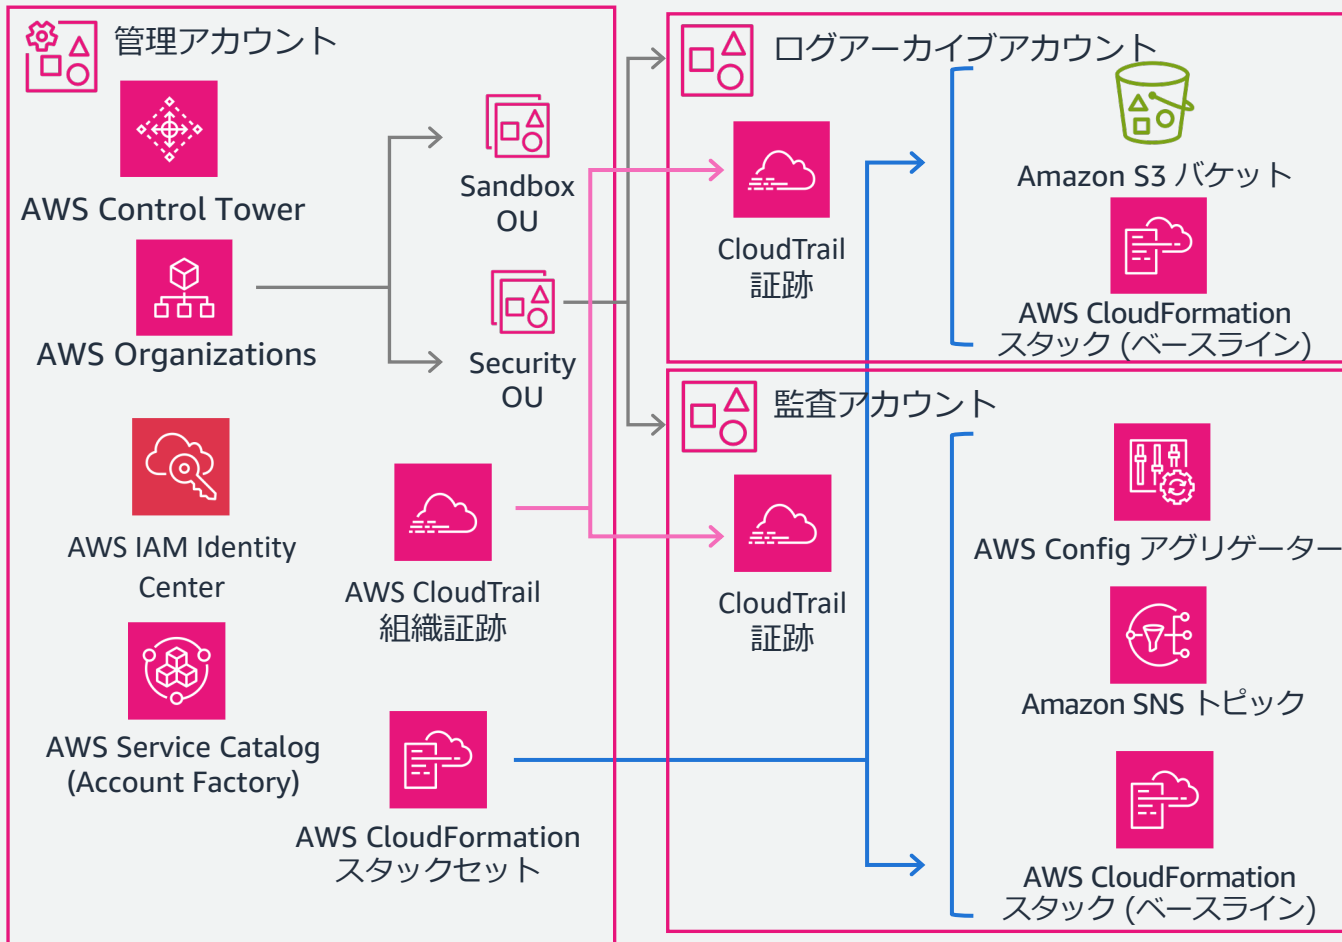 管理アカウント
AWS Control Tower
AWS Organizations
Sandbox
OU
Security
OU
AWS IAM Identity
Center
AWS CloudTrail
組織証跡
AWS Service Catalog
(Account Factory)
AWS CloudFormation
スタックセット
ログアーカイブアカウント
CloudTrail
証跡
Amazon S3 バケット
AWS CloudFormation
スタック (ベースライン)
監査アカウント
CloudTrail
証跡
AWS Config アグリゲーター
Amazon SNS トピック
AWS CloudFormation
スタック (ベースライン)